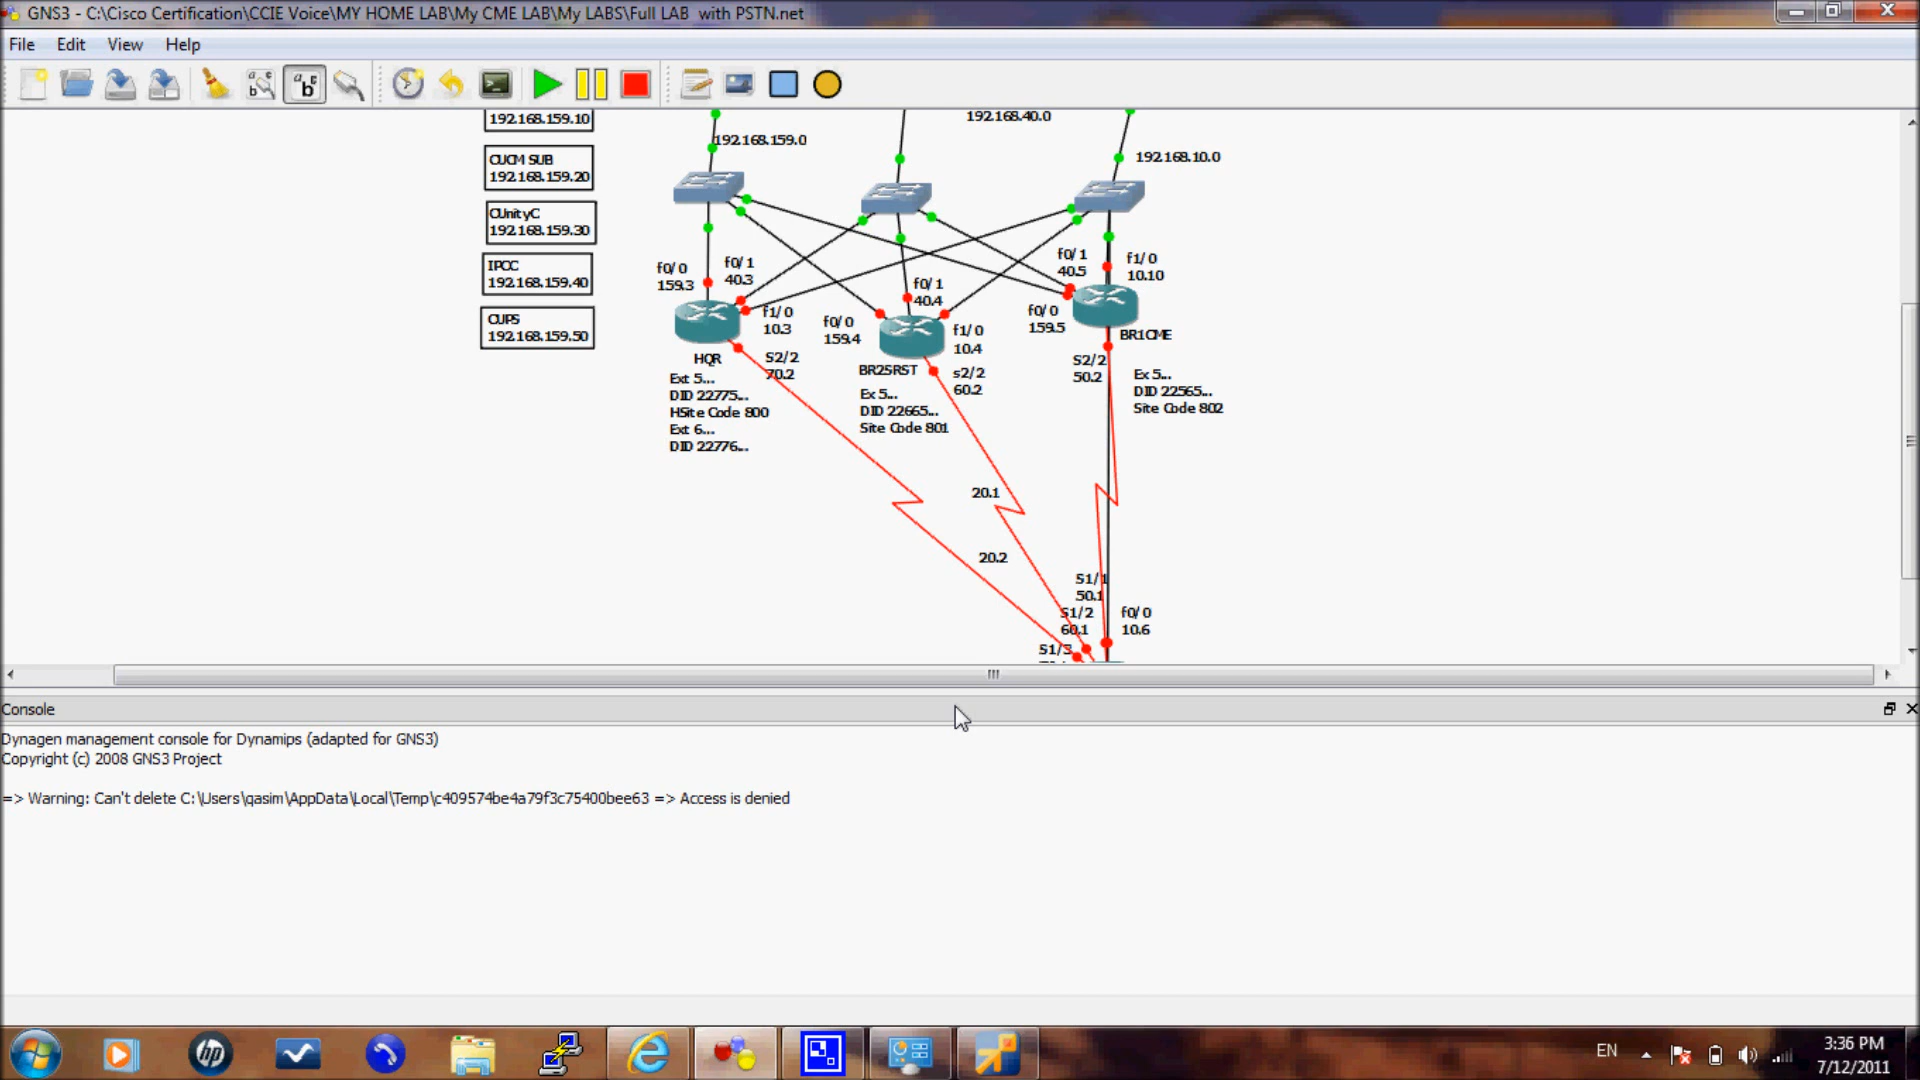 GNS3 - C:\Cisco Certification\CCIE Voice\MY HOME LAB\My CME LAB\My LABS\Full LAB  with PSTN.net
File
Edit
View
Help
192.168.159.10
192.168.40.0
192.168.159.0
192.168.10.0
CUCM SUB
192.168.159.20
CUnityC
192.168.159.30
IPCC
192.168.159.40
CUPS
192.168.159.50
f0/0
159.3
f0/1
40.3
f1/0
10.3
HQR
S2/2
70.2
Ext 5...
DID 22775...
HSite Code 800
Ext 6...
DID 22776...
f0/0
159.4
f0/1
40.4
f1/0
10.4
BR2SRST
s2/2
60.2
Ex 5...
DID 22665...
Site Code 801
f0/1
40.5
f1/0
10.10
f0/0
159.5
BR1CME
S2/2
50.2
Ex 5...
DID 22565...
Site Code 802
20.1
20.2
S1/1
50.1
S1/2
60.1
f0/0
10.6
S1/3
Console
Dynagen management console for Dynamips (adapted for GNS3)
Copyright (c) 2008 GNS3 Project
=> Warning: Can't delete C:\Users\qasim\AppData\Local\Temp\c409574be4a79f3c75400bee63 => Access is denied
EN
3:36 PM
7/12/2011